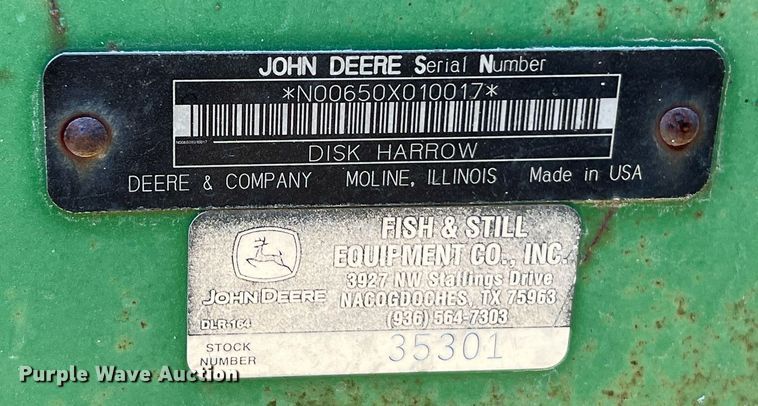 JOHN DEERE Serial Number
*N00650X010017*
N00650X010017
DISK HARROW
DEERE & COMPANY MOLINE, ILLINOIS Made in USA
FISH & STILL
EQUIPMENT CO., INC.
3927 NW Stallings Drive
NACOGDOCHES, TX 75963
(936) 564-7303
JOHN DEERE
DLR-164
STOCK
NUMBER
35301
Purple Wave Auction